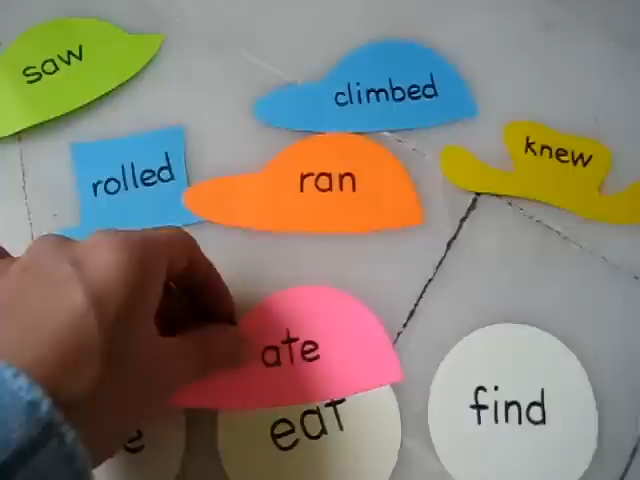 saw
climbed
knew
rolled
ran
ate
eat
find
e